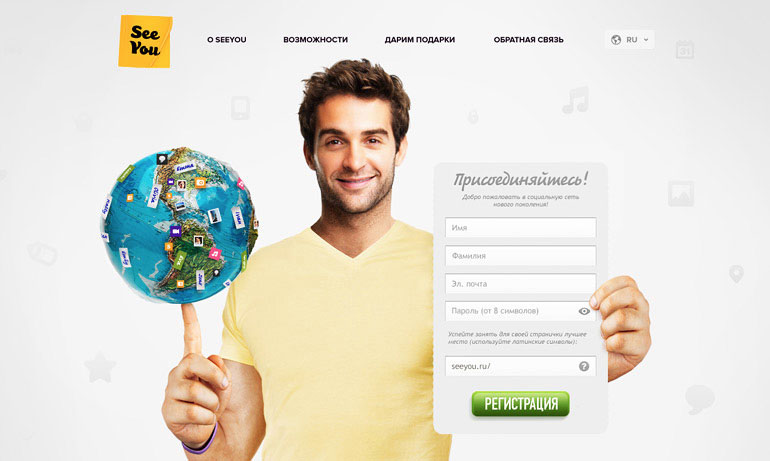 See
You
О SEEYOU
ВОЗМОЖНОСТИ
ДАРИМ ПОДАРКИ
ОБРАТНАЯ СВЯЗЬ
RU
Присоединяйтесь!
Добро пожаловать в социальную сеть
нового поколения!
Имя
Фамилия
Эл. почта
Пароль (от 8 символов)
Успейте занять для своей странички лучшее
место (используйте латинские символы):
seeyou.ru/
?
РЕГИСТРАЦИЯ